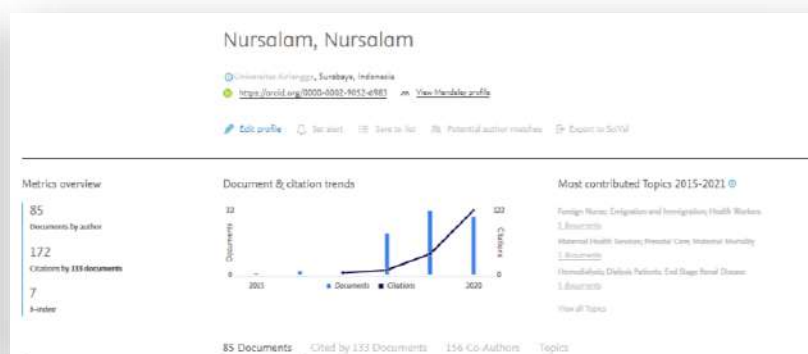 Nursalam, Nursalam
Universitas Airlangga, Surabaya, Indonesia
https://orcid.org/0000-0002-9052-6983 View Mendeley profile
Edit profile Set alert Save to list Potential author matches Export to SciVal
Metrics overview
85
Documents by author
172
Citations by 133 documents
7
h-index
Document & citation trends
33
Documents
0
2015
Documents Citations
2020
123
Citations
0
Most contributed Topics 2015-2021
Foreign Nurse; Emigration and Immigration; Health Workers
documents
Maternal Health Services; Prenatal Care; Maternal Mortality
documents
Hemodialysis; Dialysis Patients; End Stage Renal Disease
documents
View all Topics
85 Documents Cited by 133 Documents 156 Co-Authors Topics